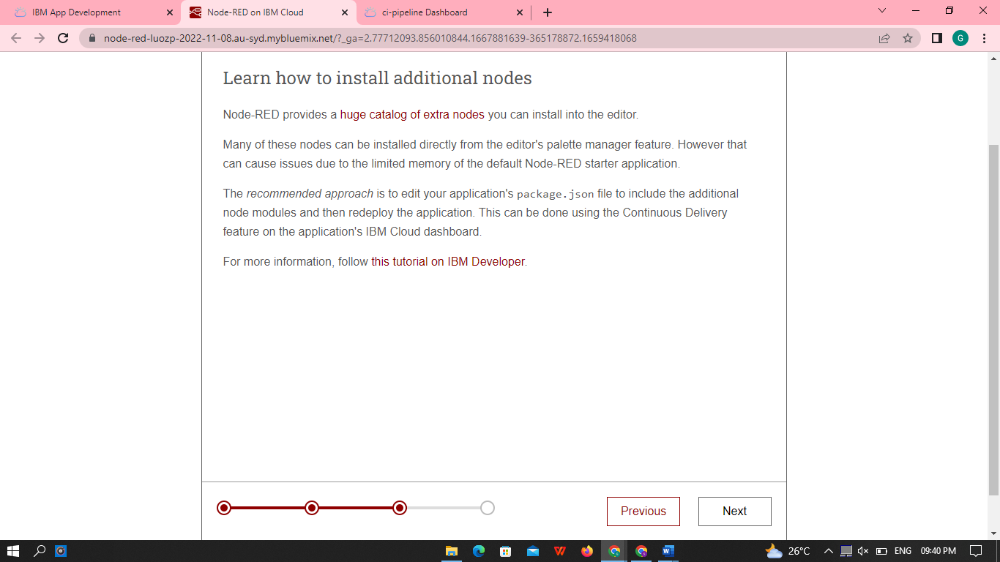 IBM App Development
Node-RED on IBM Cloud
ci-pipeline Dashboard
node-red-luozp-2022-11-08.au-syd.mybluemix.net/?_ga=2.77712093.856010844.1667881639-365178872.1659418068
G
Learn how to install additional nodes
Node-RED provides a huge catalog of extra nodes you can install into the editor.
Many of these nodes can be installed directly from the editor's palette manager feature. However that
can cause issues due to the limited memory of the default Node-RED starter application.
The recommended approach is to edit your application's package.json file to include the additional
node modules and then redeploy the application. This can be done using the Continuous Delivery
feature on the application's IBM Cloud dashboard.
For more information, follow this tutorial on IBM Developer.
Previous
Next
26°C
ENG
09:40 PM